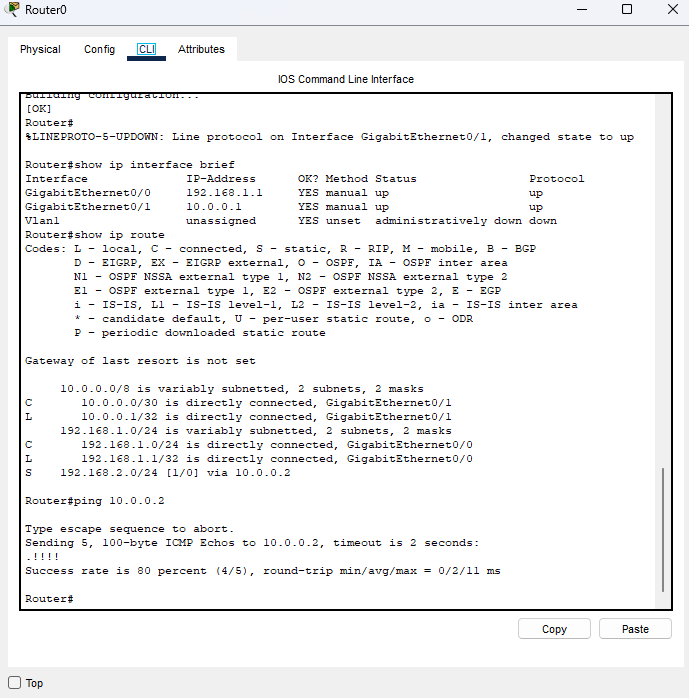 Router0
Physical Config CLI Attributes
IOS Command Line Interface
Building configuration...
[OK]
Router#
%LINEPROTO-5-UPDOWN: Line protocol on Interface GigabitEthernet0/1, changed state to up
Router#show ip interface brief
Interface IP-Address OK? Method Status Protocol
GigabitEthernet0/0 192.168.1.1 YES manual up up
GigabitEthernet0/1 10.0.0.1 YES manual up up
Vlan1 unassigned YES unset administratively down down
Router#show ip route
Codes: L - local, C - connected, S - static, R - RIP, M - mobile, B - BGP
D - EIGRP, EX - EIGRP external, O - OSPF, IA - OSPF inter area
N1 - OSPF NSSA external type 1, N2 - OSPF NSSA external type 2
E1 - OSPF external type 1, E2 - OSPF external type 2, E - EGP
i - IS-IS, L1 - IS-IS level-1, L2 - IS-IS level-2, ia - IS-IS inter area
* - candidate default, U - per-user static route, o - ODR
P - periodic downloaded static route
Gateway of last resort is not set
10.0.0.0/8 is variably subnetted, 2 subnets, 2 masks
C 10.0.0.0/30 is directly connected, GigabitEthernet0/1
L 10.0.0.1/32 is directly connected, GigabitEthernet0/1
192.168.1.0/24 is variably subnetted, 2 subnets, 2 masks
C 192.168.1.0/24 is directly connected, GigabitEthernet0/0
L 192.168.1.1/32 is directly connected, GigabitEthernet0/0
S 192.168.2.0/24 [1/0] via 10.0.0.2
Router#ping 10.0.0.2
Type escape sequence to abort.
Sending 5, 100-byte ICMP Echos to 10.0.0.2, timeout is 2 seconds:
.!!!!
Success rate is 80 percent (4/5), round-trip min/avg/max = 0/2/11 ms
Router#
Copy Paste
Top